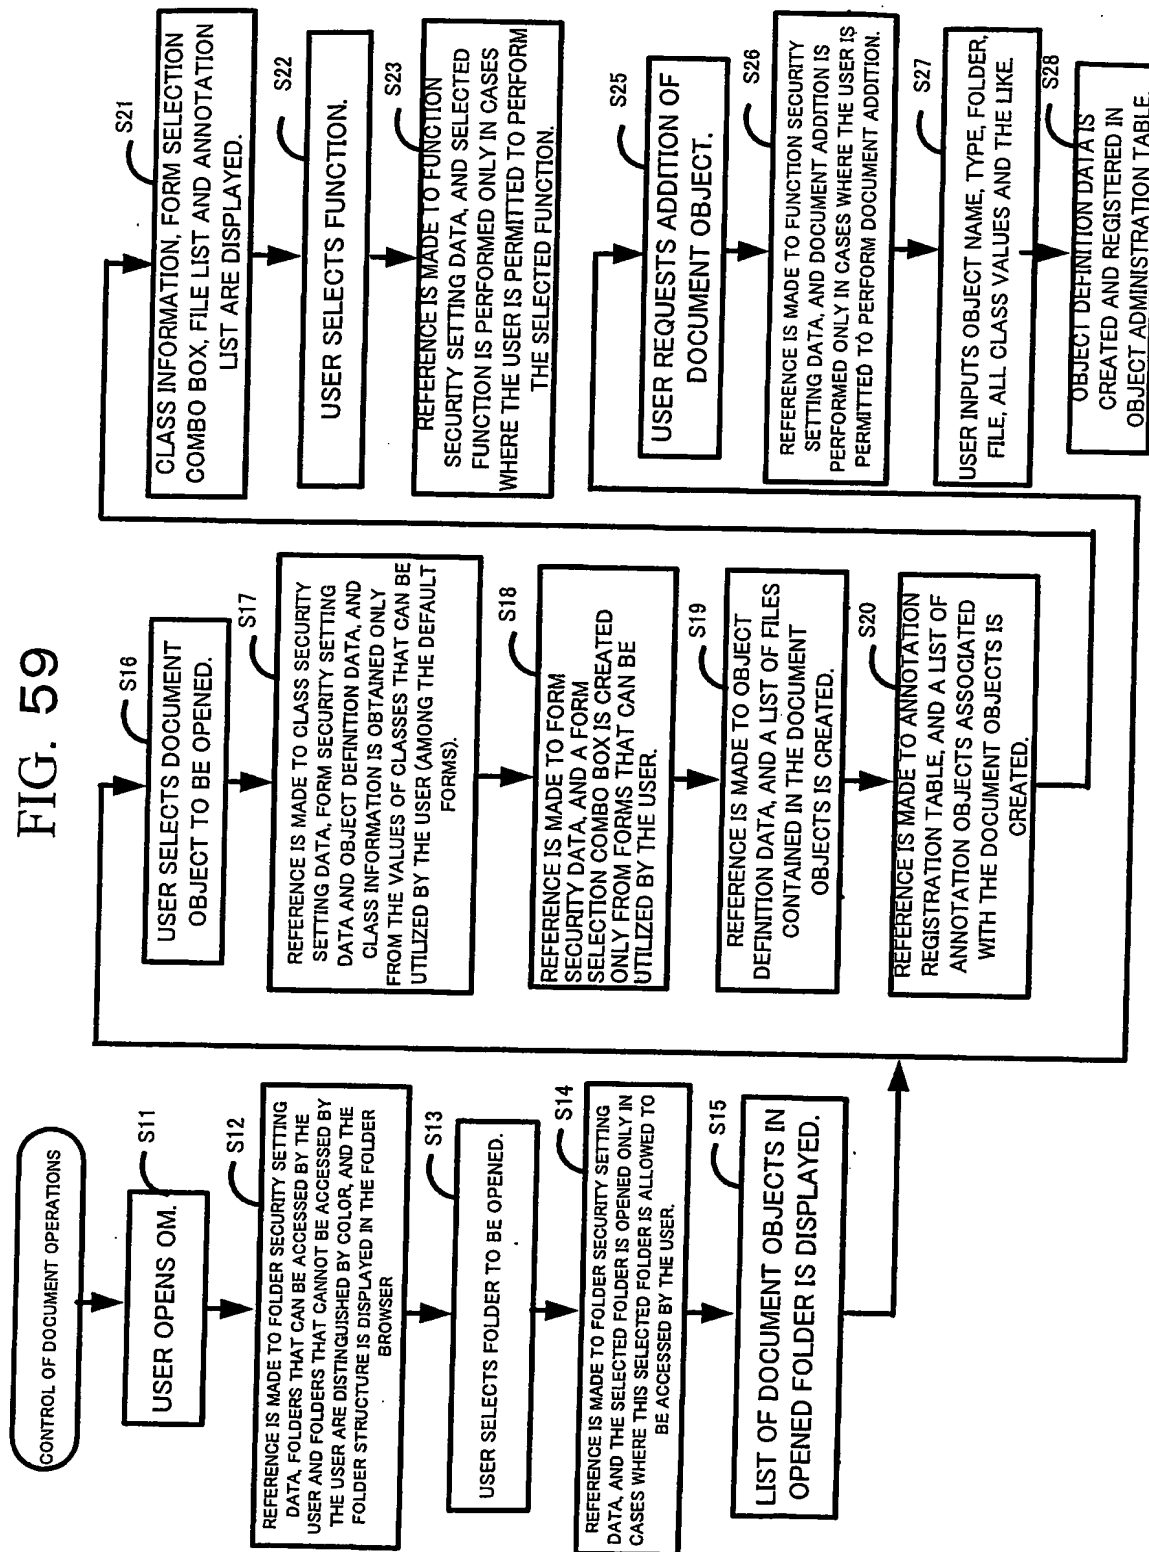 FIG. 59
CONTROL OF DOCUMENT OPERATIONS
S11
USER OPENS OM.
S12
REFERENCE IS MADE TO FOLDER SECURITY SETTING
DATA, FOLDERS THAT CAN BE ACCESSED BY THE
USER AND FOLDERS THAT CANNOT BE ACCESSED BY
THE USER ARE DISTINGUISHED BY COLOR, AND THE
FOLDER STRUCTURE IS DISPLAYED IN THE FOLDER
BROWSER
S13
USER SELECTS FOLDER TO BE OPENED.
S14
REFERENCE IS MADE TO FOLDER SECURITY SETTING
DATA, AND THE SELECTED FOLDER IS OPENED ONLY IN
CASES WHERE THIS SELECTED FOLDER IS ALLOWED TO
BE ACCESSED BY THE USER.
S15
LIST OF DOCUMENT OBJECTS IN
OPENED FOLDER IS DISPLAYED.
S16
USER SELECTS DOCUMENT
OBJECT TO BE OPENED.
S17
REFERENCE IS MADE TO CLASS SECURITY
SETTING DATA, FORM SECURITY SETTING
DATA AND OBJECT DEFINITION DATA, AND
CLASS INFORMATION IS OBTAINED ONLY
FROM THE VALUES OF CLASSES THAT CAN BE
UTILIZED BY THE USER (AMONG THE DEFAULT
FORMS).
S18
REFERENCE IS MADE TO FORM
SECURITY DATA, AND A FORM
SELECTION COMBO BOX IS CREATED
ONLY FROM FORMS THAT CAN BE
UTILIZED BY THE USER.
S19
REFERENCE IS MADE TO OBJECT
DEFINITION DATA, AND A LIST OF FILES
CONTAINED IN THE DOCUMENT
OBJECTS IS CREATED.
S20
REFERENCE IS MADE TO ANNOTATION
REGISTRATION TABLE, AND A LIST OF
ANNOTATION OBJECTS ASSOCIATED
WITH THE DOCUMENT OBJECTS IS
CREATED.
S21
CLASS INFORMATION, FORM SELECTION
COMBO BOX, FILE LIST AND ANNOTATION
LIST ARE DISPLAYED.
S22
USER SELECTS FUNCTION.
S23
REFERENCE IS MADE TO FUNCTION
SECURITY SETTING DATA, AND SELECTED
FUNCTION IS PERFORMED ONLY IN CASES
WHERE THE USER IS PERMITTED TO PERFORM
THE SELECTED FUNCTION.
S25
USER REQUESTS ADDITION OF
DOCUMENT OBJECT.
S26
REFERENCE IS MADE TO FUNCTION SECURITY
SETTING DATA, AND DOCUMENT ADDITION IS
PERFORMED ONLY IN CASES WHERE THE USER IS
PERMITTED TO PERFORM DOCUMENT ADDITION.
S27
USER INPUTS OBJECT NAME, TYPE, FOLDER,
FILE, ALL CLASS VALUES AND THE LIKE.
S28
OBJECT DEFINITION DATA IS
CREATED AND REGISTERED IN
OBJECT ADMINISTRATION TABLE.